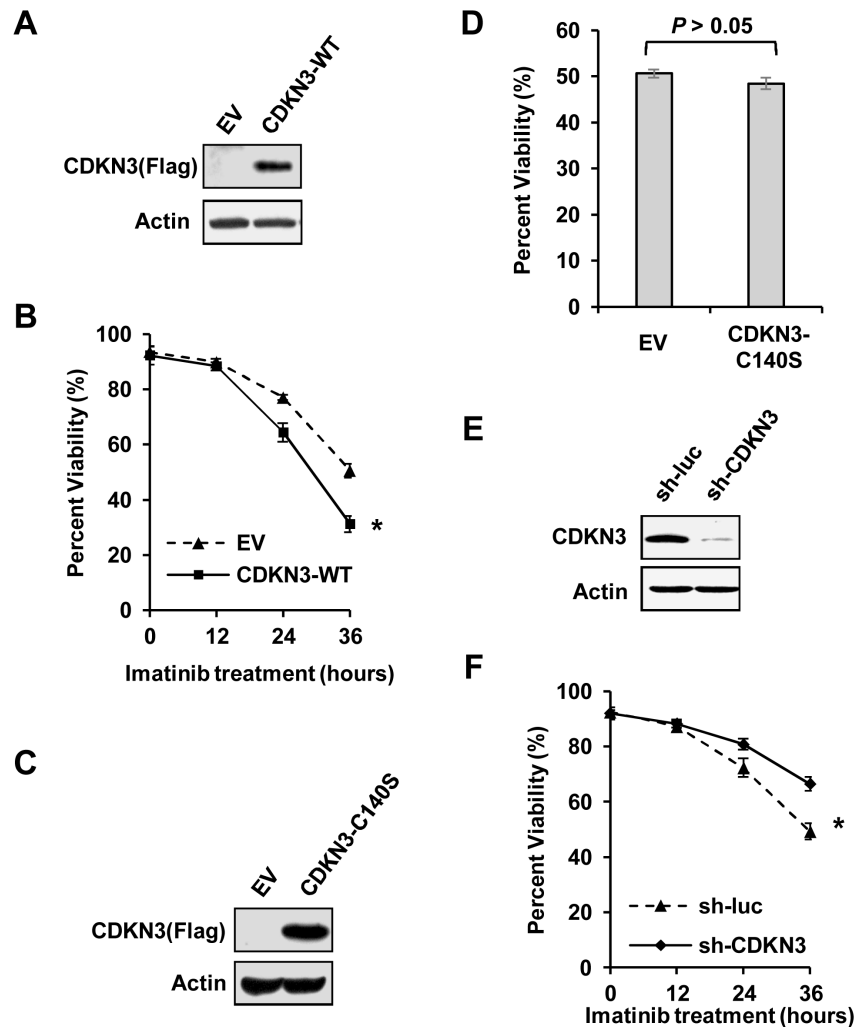 A
EV
CDKN3-WT
CDKN3(Flag)
Actin
B
100
80
60
40
20
0
Percent Viability (%)
EV
CDKN3-WT
*
0 12 24 36
Imatinib treatment (hours)
C
EV
CDKN3-C140S
CDKN3(Flag)
Actin
D
P > 0.05
60
50
40
30
20
10
0
Percent Viability (%)
EV
CDKN3-
C140S
E
sh-luc
sh-CDKN3
CDKN3
Actin
F
100
80
60
40
20
0
Percent Viability (%)
*
sh-luc
sh-CDKN3
0 12 24 36
Imatinib treatment (hours)